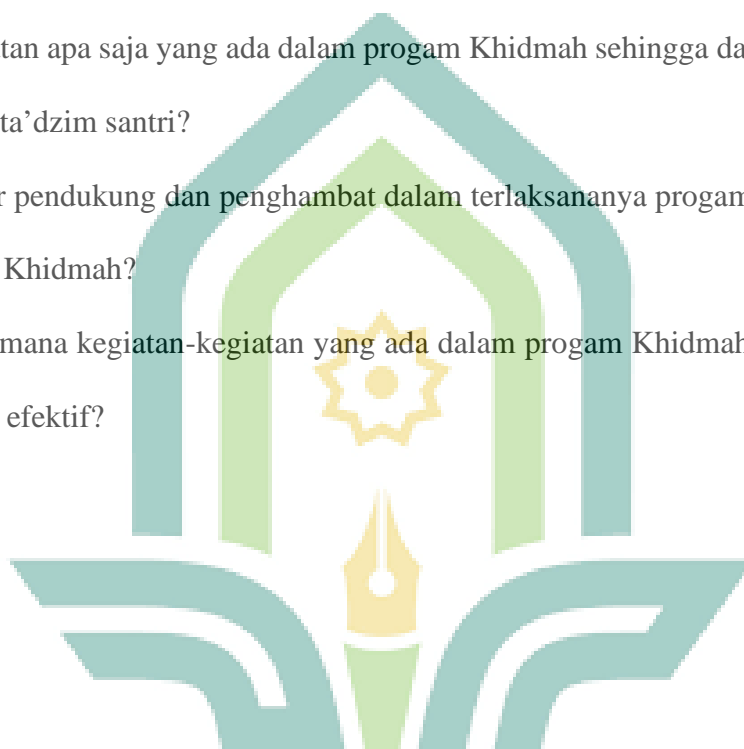 tan apa saja yang ada dalam progam Khidmah sehingga da
ta’dzim santri?
r pendukung dan penghambat dalam terlaksananya progam
Khidmah?
mana kegiatan-kegiatan yang ada dalam progam Khidmah
efektif?